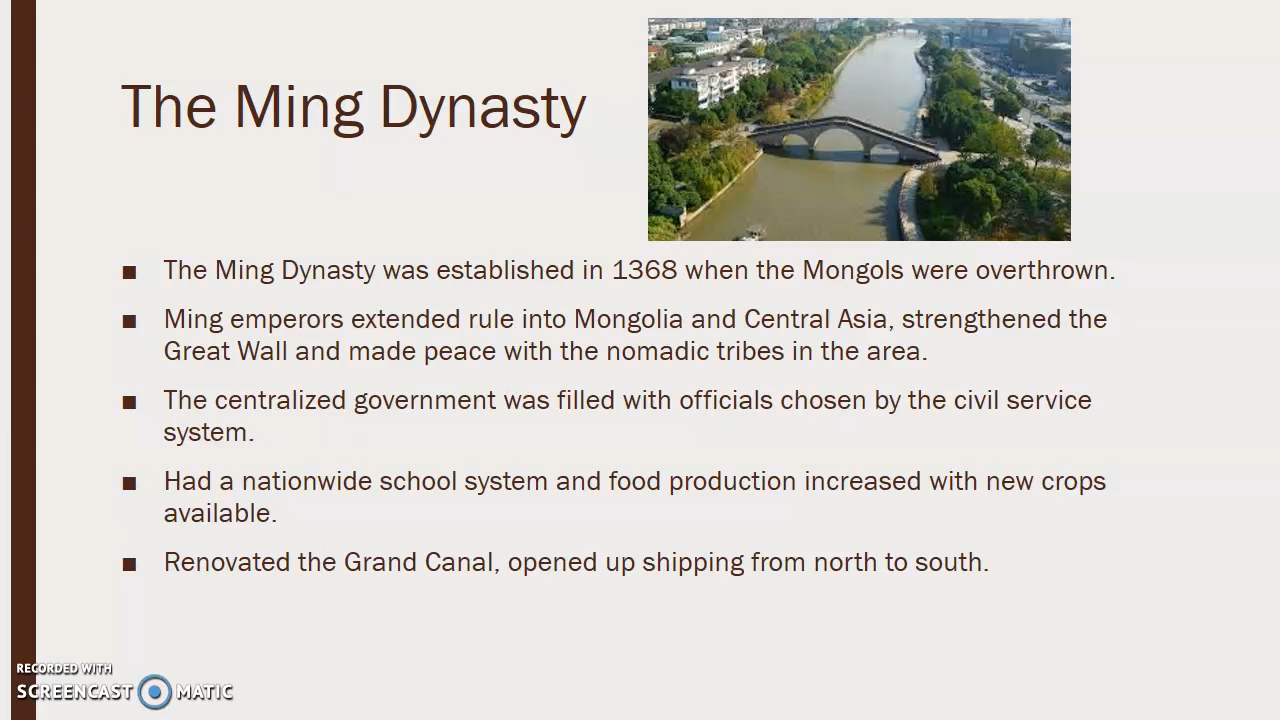 The Ming Dynasty
■ The Ming Dynasty was established in 1368 when the Mongols were overthrown.
■ Ming emperors extended rule into Mongolia and Central Asia, strengthened the
Great Wall and made peace with the nomadic tribes in the area.
■ The centralized government was filled with officials chosen by the civil service
system.
■ Had a nationwide school system and food production increased with new crops
available.
■ Renovated the Grand Canal, opened up shipping from north to south.
RECORDED WITH
SCREENCAST MATIC